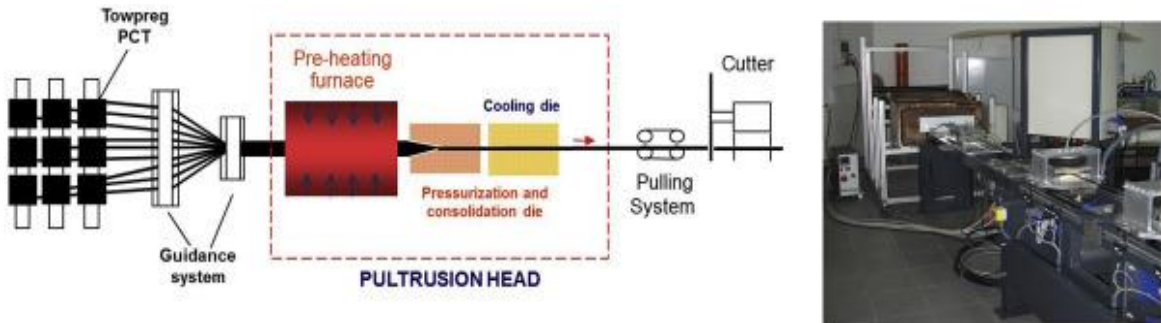 Towpreg
PCT
Guidance
system
Pre-heating
furnace
Cooling die
Pressurization and
consolidation die
PULTRUSION HEAD
Pulling
System
Cutter